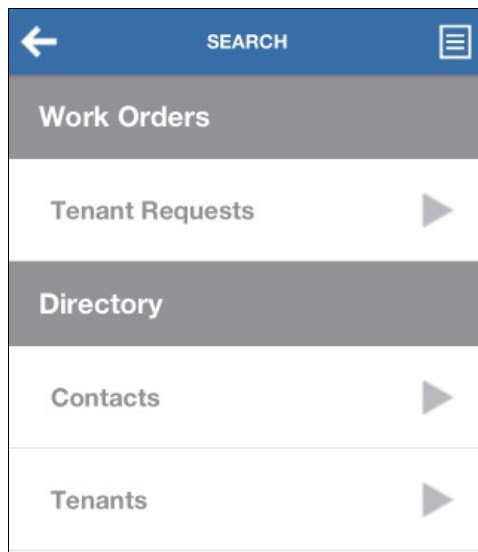 SEARCH
Work Orders
Tenant Requests
Directory
Contacts
Tenants